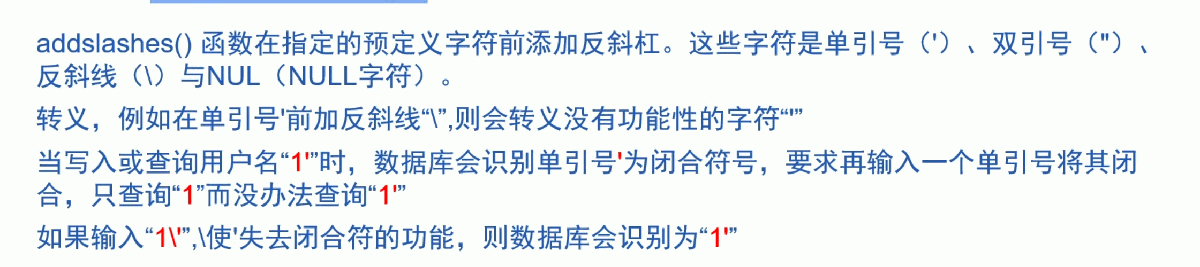 addslashes() 函数在指定的预定义字符前添加反斜杠。这些字符是单引号（'）、双引号（"）、
反斜线（\）与NUL（NULL字符）。
转义，例如在单引号'前加反斜线“\”,则会转义没有功能性的字符“'”
当写入或查询用户名“1'”时，数据库会识别单引号'为闭合符号，要求再输入一个单引号将其闭
合，只查询“1”而没办法查询“1'”
如果输入“1\'”,\使'失去闭合符的功能，则数据库会识别为“1'”